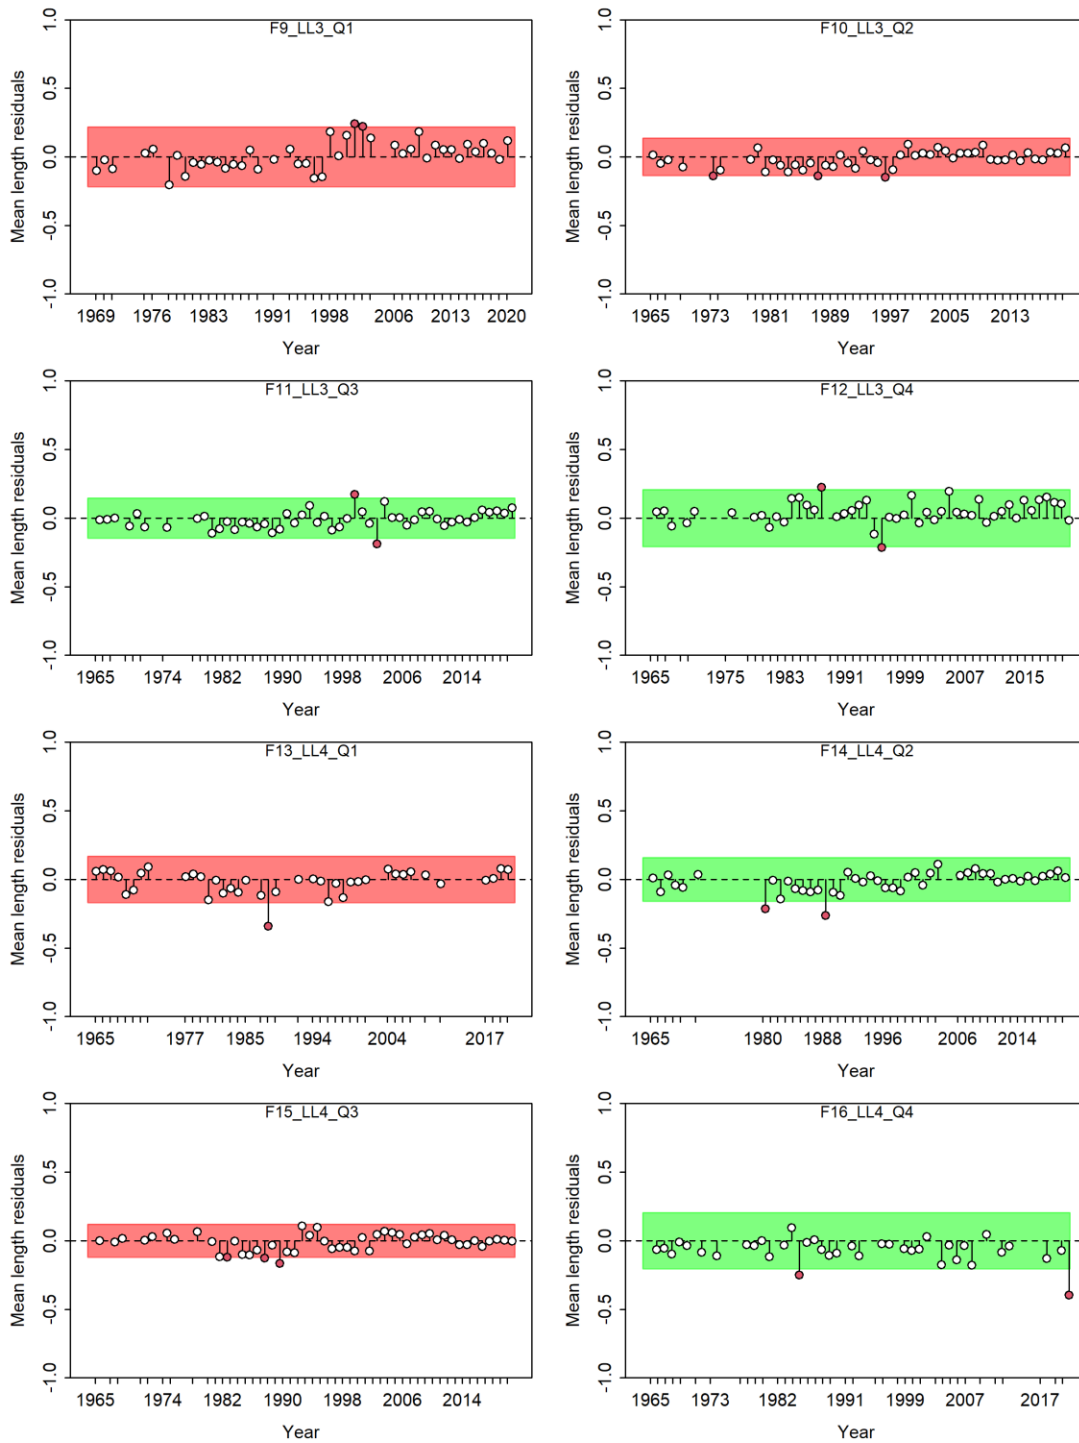 F9_LL3_Q1
Mean length residuals
1.0
0.5
0.0
-0.5
-1.0
1969 1976 1983 1991 1998 2006 2013 2020
Year
F10_LL3_Q2
Mean length residuals
1.0
0.5
0.0
-0.5
-1.0
1965 1973 1981 1989 1997 2005 2013
Year
F11_LL3_Q3
Mean length residuals
1.0
0.5
0.0
-0.5
-1.0
1965 1974 1982 1990 1998 2006 2014
Year
F12_LL3_Q4
Mean length residuals
1.0
0.5
0.0
-0.5
-1.0
1965 1975 1983 1991 1999 2007 2015
Year
F13_LL4_Q1
Mean length residuals
1.0
0.5
0.0
-0.5
-1.0
1965 1977 1985 1994 2004 2017
Year
F14_LL4_Q2
Mean length residuals
1.0
0.5
0.0
-0.5
-1.0
1965 1980 1988 1996 2006 2014
Year
F15_LL4_Q3
Mean length residuals
1.0
0.5
0.0
-0.5
-1.0
1965 1974 1982 1990 1998 2006 2014
Year
F16_LL4_Q4
Mean length residuals
1.0
0.5
0.0
-0.5
-1.0
1965 1973 1982 1991 1999 2007 2017
Year